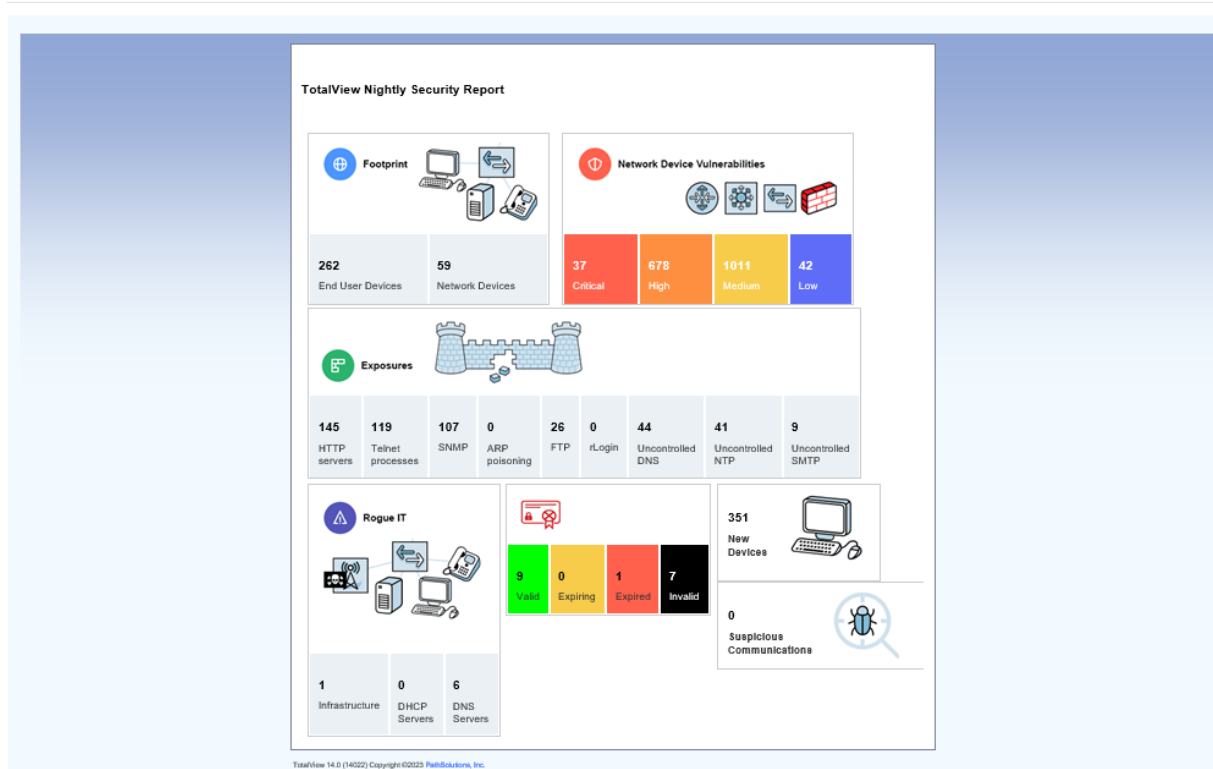 TotalView Nightly Security Report
Footprint
262
End User Devices
59
Network Devices
Network Device Vulnerabilities
37
Critical
678
High
1011
Medium
42
Low
Exposures
145
HTTP
servers
119
Telnet
processes
107
SNMP
0
ARP
poisoning
26
FTP
0
rLogin
44
Uncontrolled
DNS
41
Uncontrolled
NTP
9
Uncontrolled
SMTP
Rogue IT
1
Infrastructure
0
DHCP
Servers
6
DNS
Servers
9
Valid
0
Expiring
1
Expired
7
Invalid
351
New
Devices
0
Suspicious
Communications
TotalView 14.0 (14022) Copyright ©2023 PathSolutions, Inc.